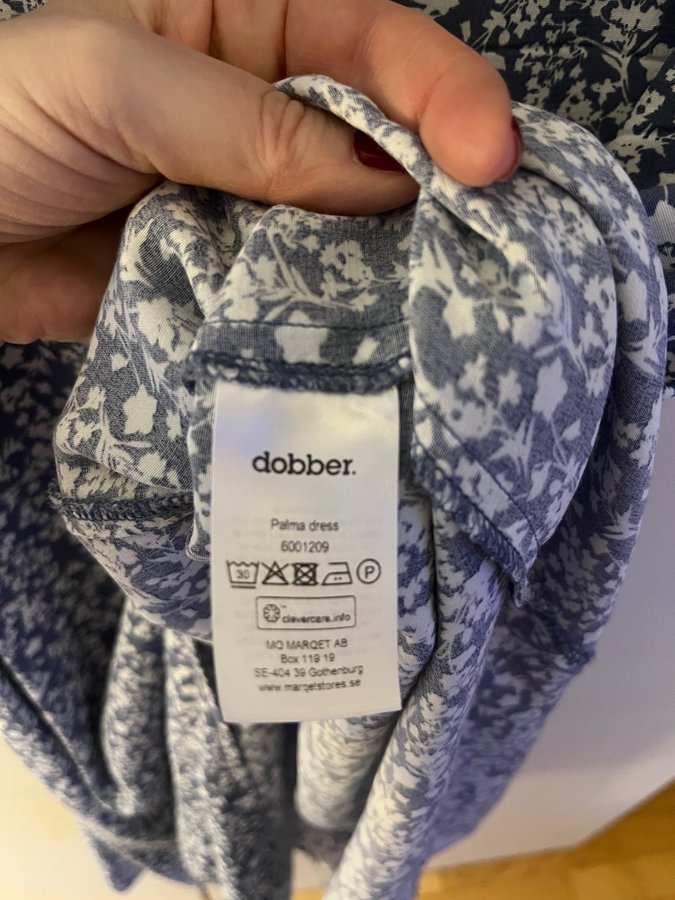 dobber.
Palma dress
6001209
30 P
clevercare.info
MQ MARQET AB
Box 119 19
SE-404 39 Gothenburg
www.marqetstores.se